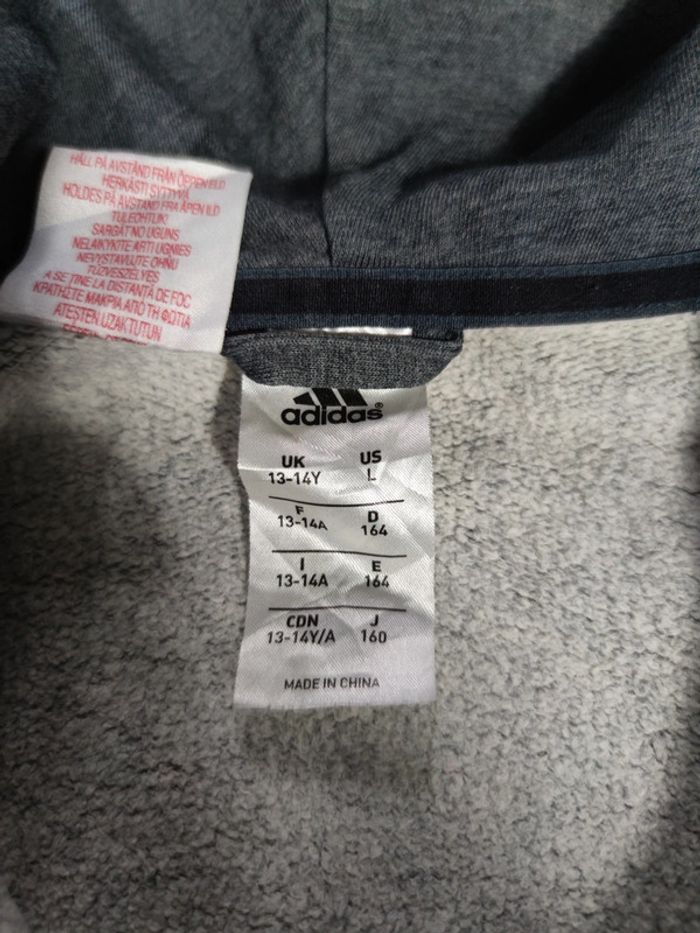 HÅLL PÅ AVSTÅND FRÅN ÖPPEN ELD
HERKÄSTI SYTTYVÄ
HOLDES PÅ AVSTAND FRA ÅPEN ILD
TULEOHTLIK!
SARGĀT NO UGUNS
NELAIKYKITE ARTI UGNIES
NEVYSTAVUJTE OHŇU
TŰZVESZÉLYES
A SE ȚINE LA DISTANȚĂ DE FOC
ΚΡΑΤΗΣΤΕ ΜΑΚΡΙΑ ΑΠΟ ΤΗ ΦΩΤΙΑ
ATEŞTEN UZAK TUTUN
adidas®
UK US
13-14Y L
F D
13-14A 164
I E
13-14A 164
CDN J
13-14Y/A 160
MADE IN CHINA